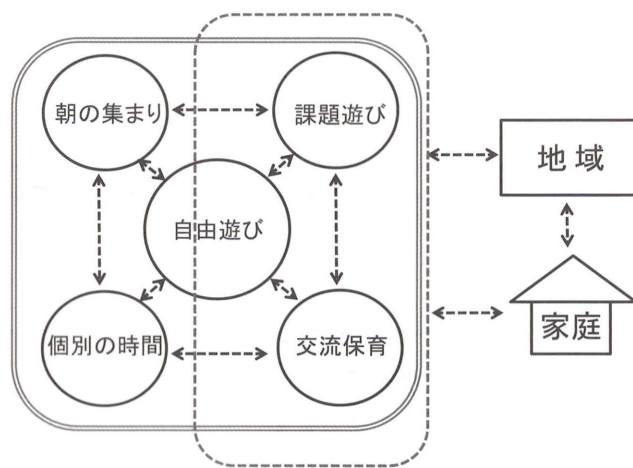 朝の集まり
課題遊び
地域
自由遊び
個別の時間
交流保育
家庭